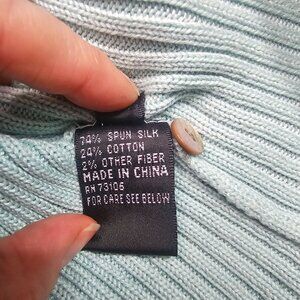 74% SPUN SILK
24% COTTON
2% OTHER FIBER
MADE IN CHINA
RN 73106
FOR CARE SEE BELOW